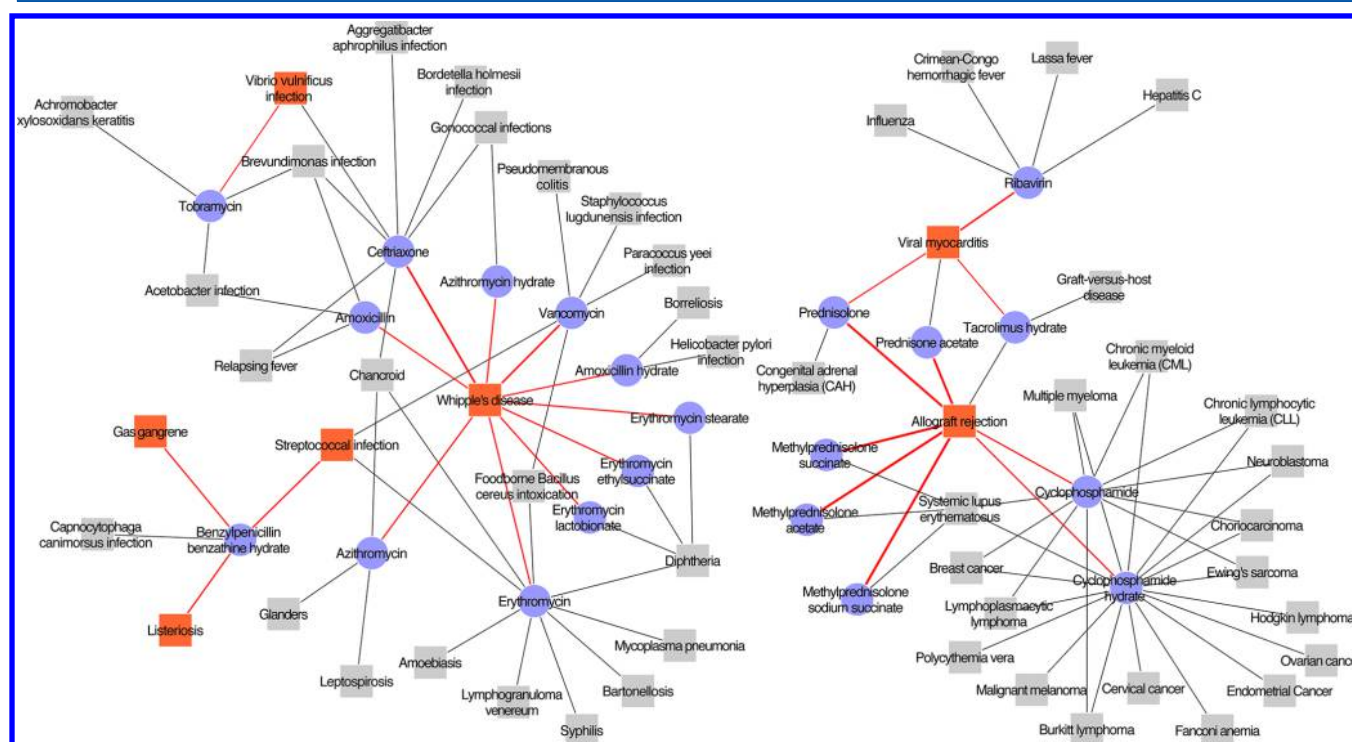 Aggregatibacter
aphrophilus infection
Vibrio vulnificus
infection
Bordetella holmesii
infection
Achromobacter
xylosoxidans keratitis
Gonococcal infections
Brevundimonas infection
Pseudomembranous
colitis
Tobramycin
Staphylococcus
lugdunensis infection
Ceftriaxone
Paracoccus yeei
infection
Azithromycin hydrate
Acetobacter infection
Borreliosis
Amoxicillin
Vancomycin
Helicobacter pylori
infection
Relapsing fever
Chancroid
Amoxicillin hydrate
Whipple's disease
Erythromycin stearate
Gas gangrene
Streptococcal infection
Erythromycin
ethylsuccinate
Foodborne Bacillus
cereus intoxication
Erythromycin
lactobionate
Capnocytophaga
canimorsus infection
Benzylpenicillin
benzathine hydrate
Azithromycin
Diphtheria
Erythromycin
Glanders
Listeriosis
Mycoplasma pneumonia
Amoebiasis
Leptospirosis
Bartonellosis
Lymphogranuloma
venereum
Syphilis
Crimean-Congo
hemorrhagic fever
Lassa fever
Hepatitis C
Influenza
Ribavirin
Viral myocarditis
Graft-versus-host
disease
Prednisolone
Prednisone acetate
Tacrolimus hydrate
Congenital adrenal
hyperplasia (CAH)
Chronic myeloid
leukemia (CML)
Multiple myeloma
Chronic lymphocytic
leukemia (CLL)
Allograft rejection
Methylprednisolone
succinate
Neuroblastoma
Cyclophosphamide
Methylprednisolone
acetate
Systemic lupus
erythematosus
Choriocarcinoma
Breast cancer
Ewing's sarcoma
Cyclophosphamide
hydrate
Methylprednisolone
sodium succinate
Lymphoplasmacytic
lymphoma
Hodgkin lymphoma
Polycythemia vera
Ovarian cance
Malignant melanoma
Cervical cancer
Endometrial Cancer
Burkitt lymphoma
Fanconi anemia